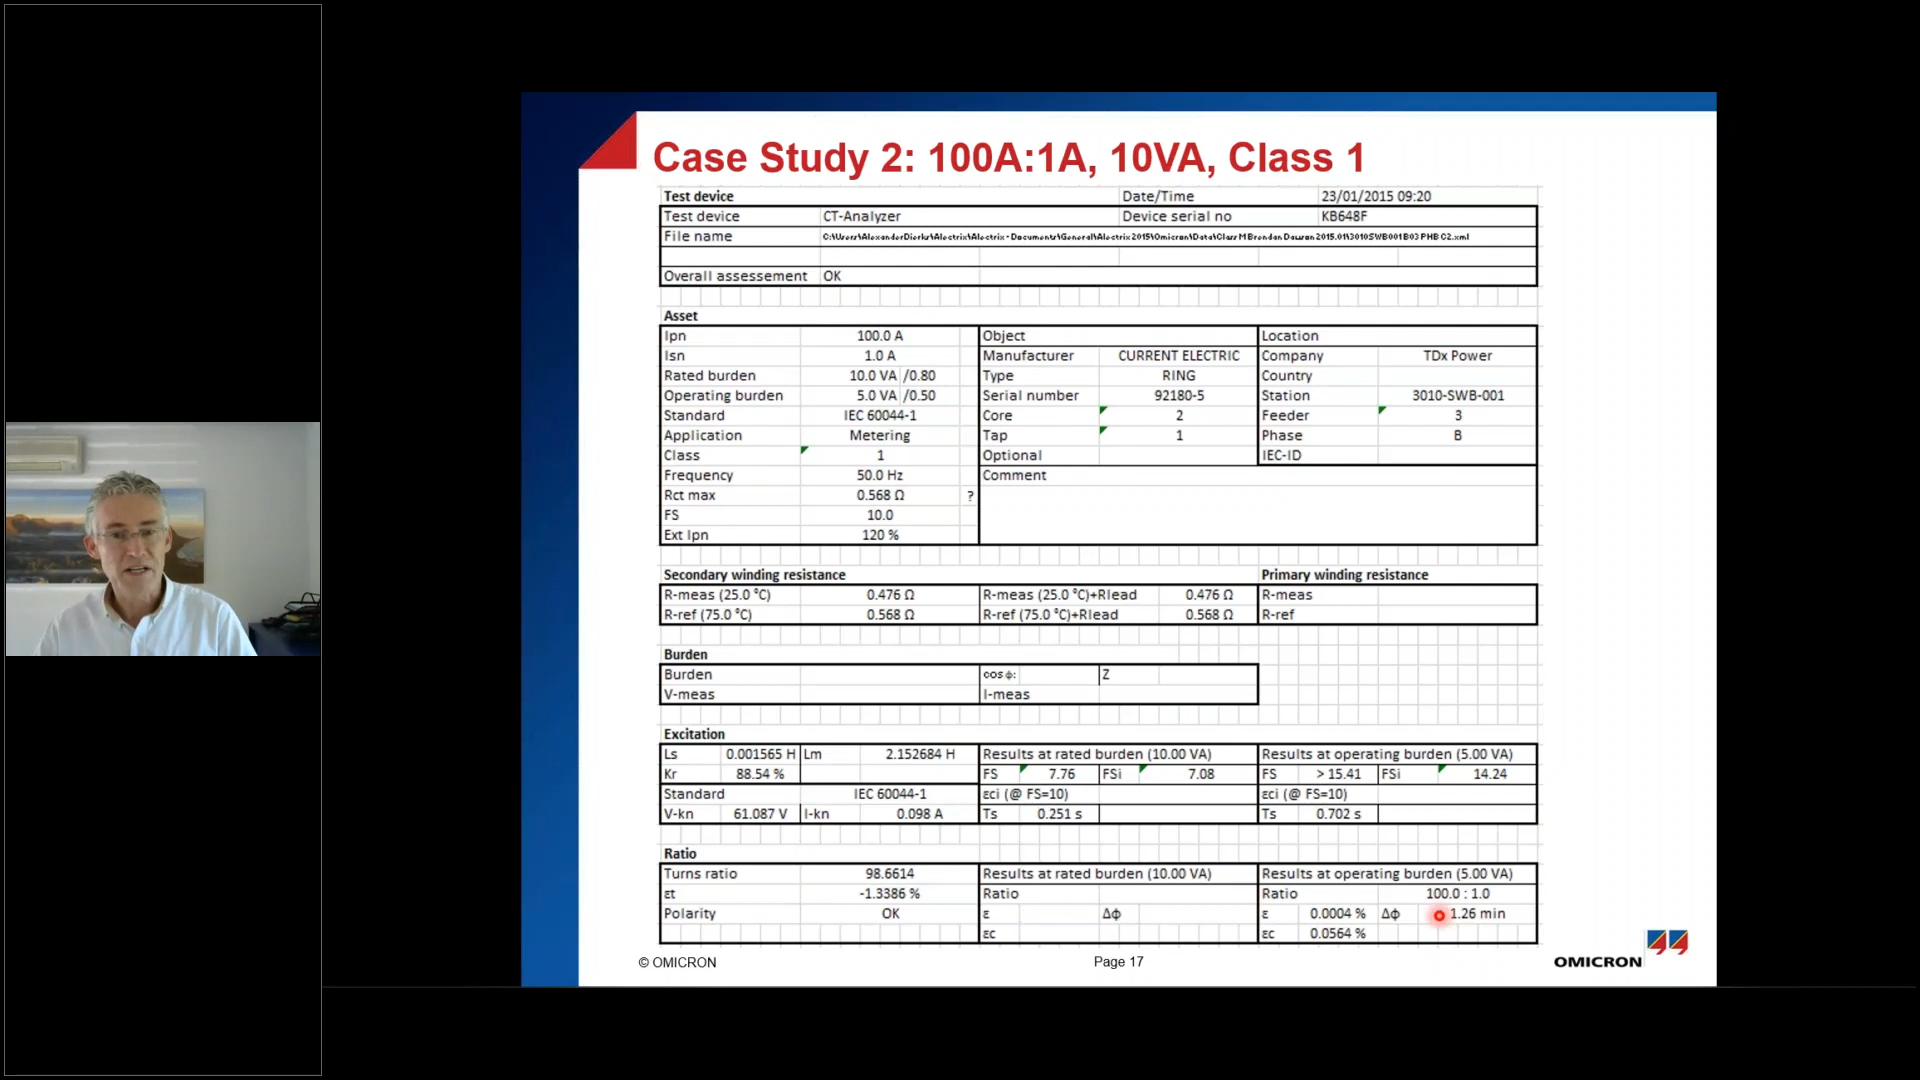 Case Study 2: 100A:1A, 10VA, Class 1
Test device Date/Time 23/01/2015 09:20
Test device CT-Analyzer Device serial no KB648F
File name
Overall assessement OK
Asset
Ipn 100.0 A Object Location
Isn 1.0 A Manufacturer CURRENT ELECTRIC Company TDx Power
Rated burden 10.0 VA /0.80 Type RING Country
Operating burden 5.0 VA /0.50 Serial number 92180-5 Station 3010-SWB-001
Standard IEC 60044-1 Core 2 Feeder 3
Application Metering Tap 1 Phase B
Class 1 Optional IEC-ID
Frequency 50.0 Hz Comment
Rct max 0.568 Ω ?
FS 10.0
Ext Ipn 120 %
Secondary winding resistance Primary winding resistance
R-meas (25.0 °C) 0.476 Ω R-meas (25.0 °C)+Rlead 0.476 Ω R-meas
R-ref (75.0 °C) 0.568 Ω R-ref (75.0 °C)+Rlead 0.568 Ω R-ref
Burden
Burden cos ϕ: Z
V-meas I-meas
Excitation
Ls 0.001565 H Lm 2.152684 H Results at rated burden (10.00 VA) Results at operating burden (5.00 VA)
Kr 88.54 % FS 7.76 FSi 7.08 FS > 15.41 FSi 14.24
Standard IEC 60044-1 εci (@ FS=10) εci (@ FS=10)
V-kn 61.087 V I-kn 0.098 A Ts 0.251 s Ts 0.702 s
Ratio
Turns ratio 98.6614 Results at rated burden (10.00 VA) Results at operating burden (5.00 VA)
εt -1.3386 % Ratio Ratio 100.0 : 1.0
Polarity OK ε Δϕ ε 0.0004 % Δϕ 1.26 min
εc εc 0.0564 %
© OMICRON Page 17 OMICRON